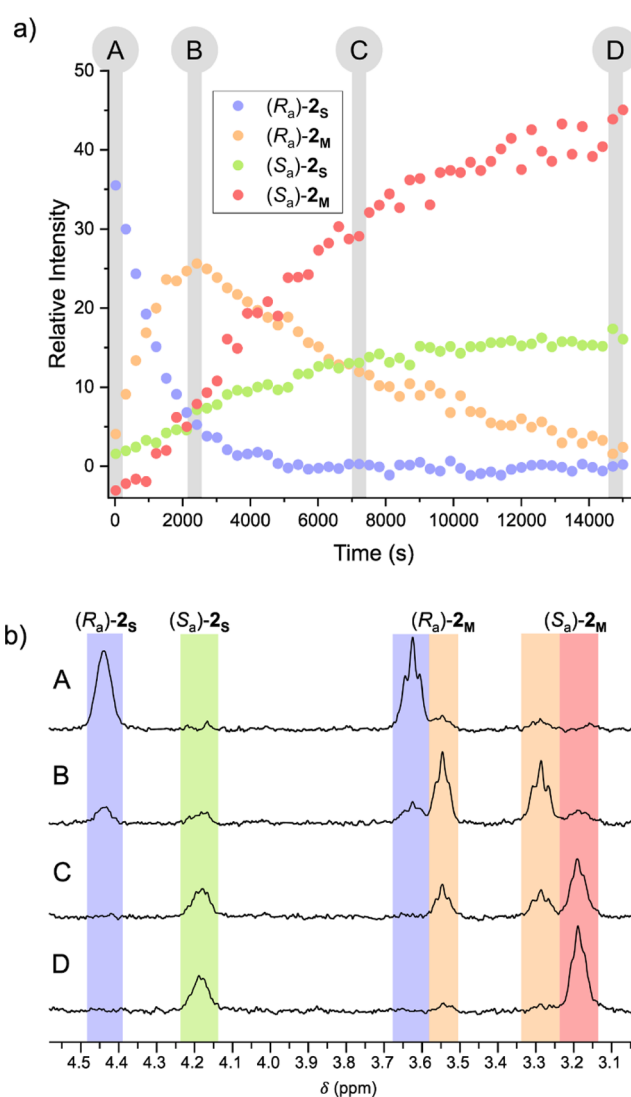 a)
A B C D
50
40
30
20
10
0
Relative Intensity
(Ra)-2S
(Ra)-2M
(Sa)-2S
(Sa)-2M
0 2000 4000 6000 8000 10000 12000 14000
Time (s)
b)
(Ra)-2S (Sa)-2S (Ra)-2M (Sa)-2M
A
B
C
D
4.5 4.4 4.3 4.2 4.1 4.0 3.9 3.8 3.7 3.6 3.5 3.4 3.3 3.2 3.1
δ (ppm)